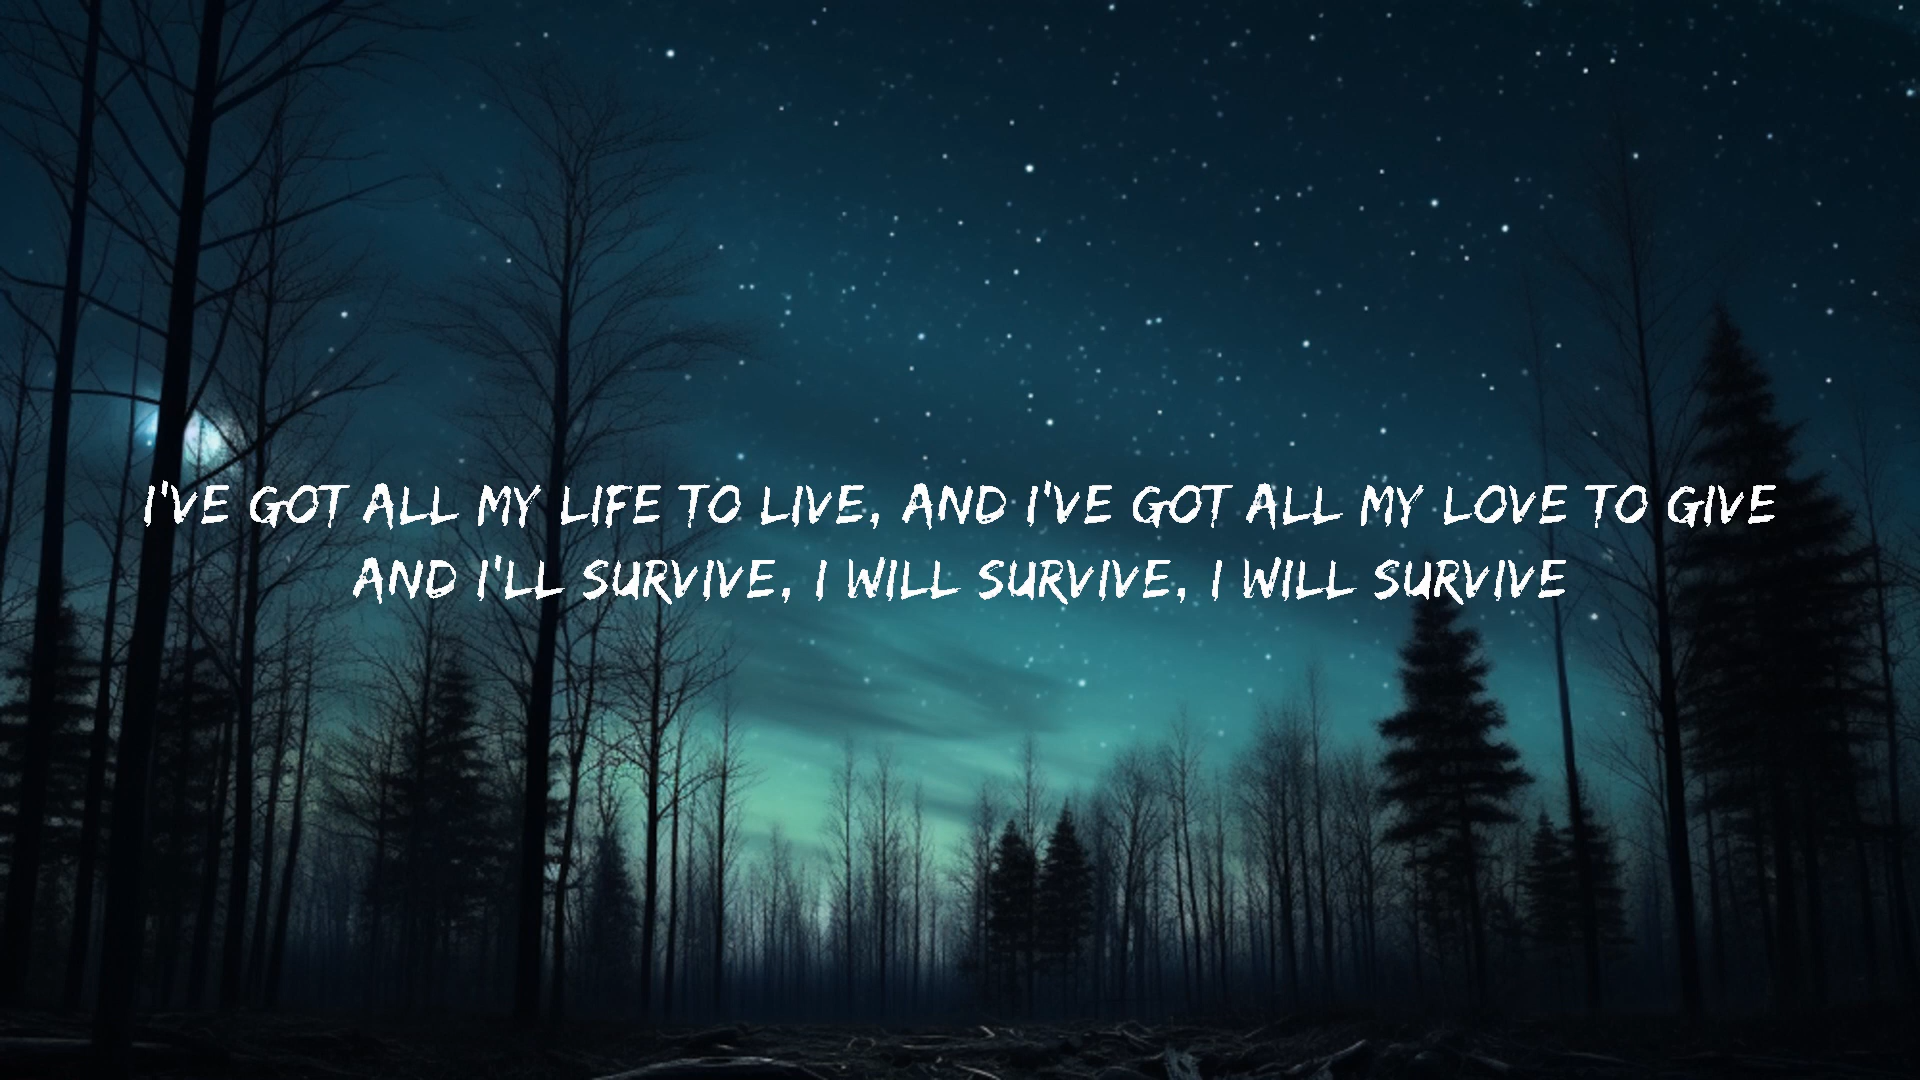 I'VE GOT ALL MY LIFE TO LIVE, AND I'VE GOT ALL MY LOVE TO GIVE
AND I'LL SURVIVE, I WILL SURVIVE, I WILL SURVIVE